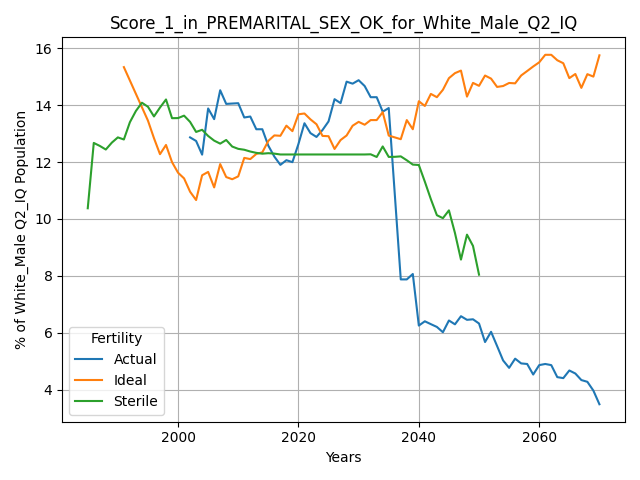 Score_1_in_PREMARITAL_SEX_OK_for_White_Male_Q2_IQ
% of White_Male Q2_IQ Population
16
14
12
10
8
6
4
Fertility
Actual
Ideal
Sterile
2000 2020 2040 2060
Years